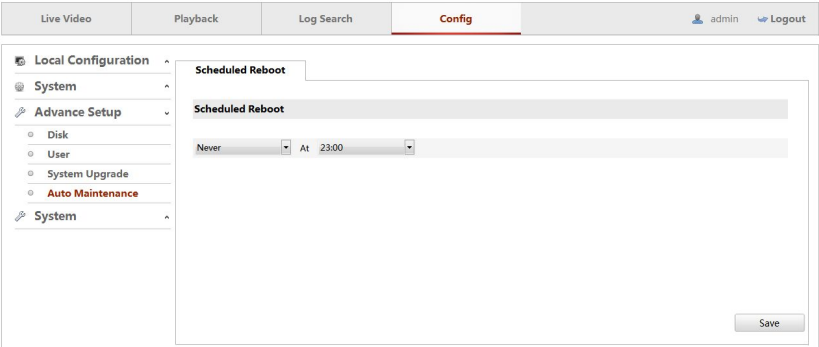 Live Video Playback Log Search Config admin Logout
Local Configuration
System
Advance Setup
Disk
User
System Upgrade
Auto Maintenance
System
Scheduled Reboot
Scheduled Reboot
Never At 23:00
Save